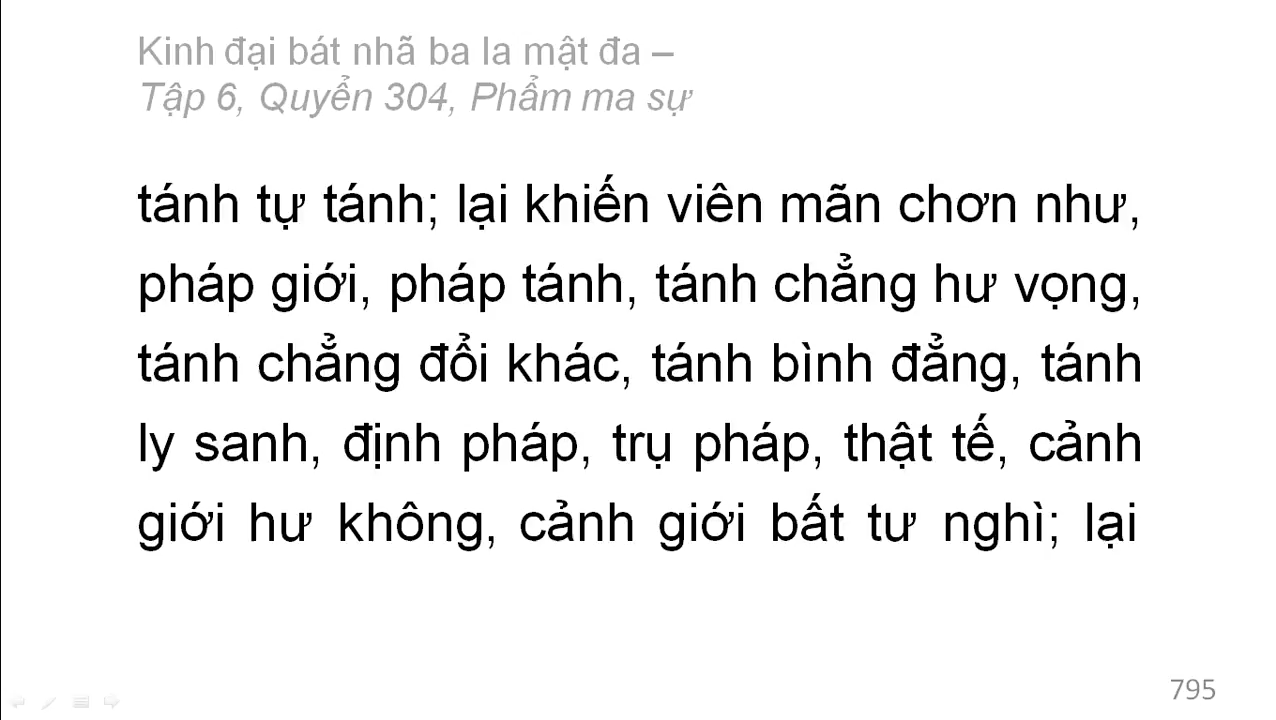 Kinh đại bát nhã ba la mật đa –
Tập 6, Quyển 304, Phẩm ma sự
tánh tự tánh; lại khiến viên mãn chơn như,
pháp giới, pháp tánh, tánh chẳng hư vọng,
tánh chẳng đổi khác, tánh bình đẳng, tánh
ly sanh, định pháp, trụ pháp, thật tế, cảnh
giới hư không, cảnh giới bất tư nghì; lại
795